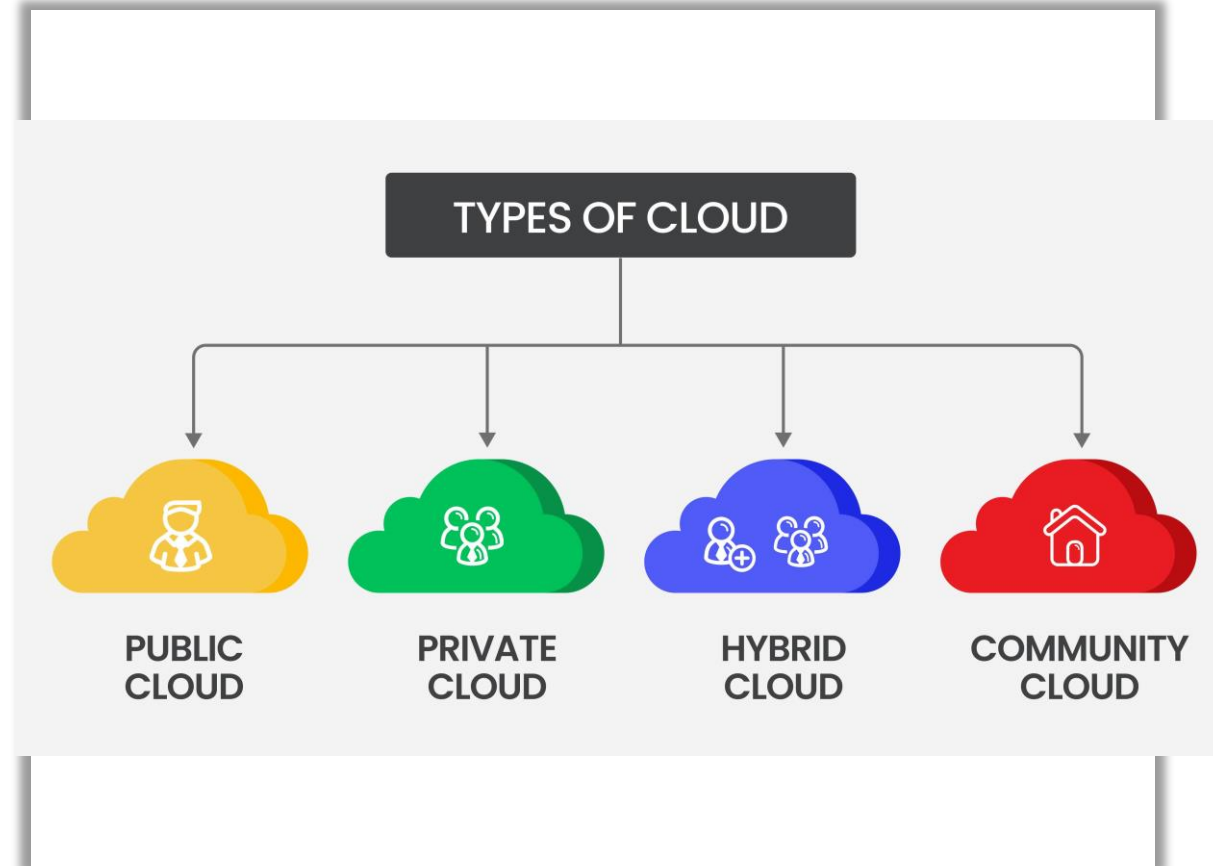 TYPES OF CLOUD
PUBLIC
CLOUD
PRIVATE
CLOUD
HYBRID
CLOUD
COMMUNITY
CLOUD